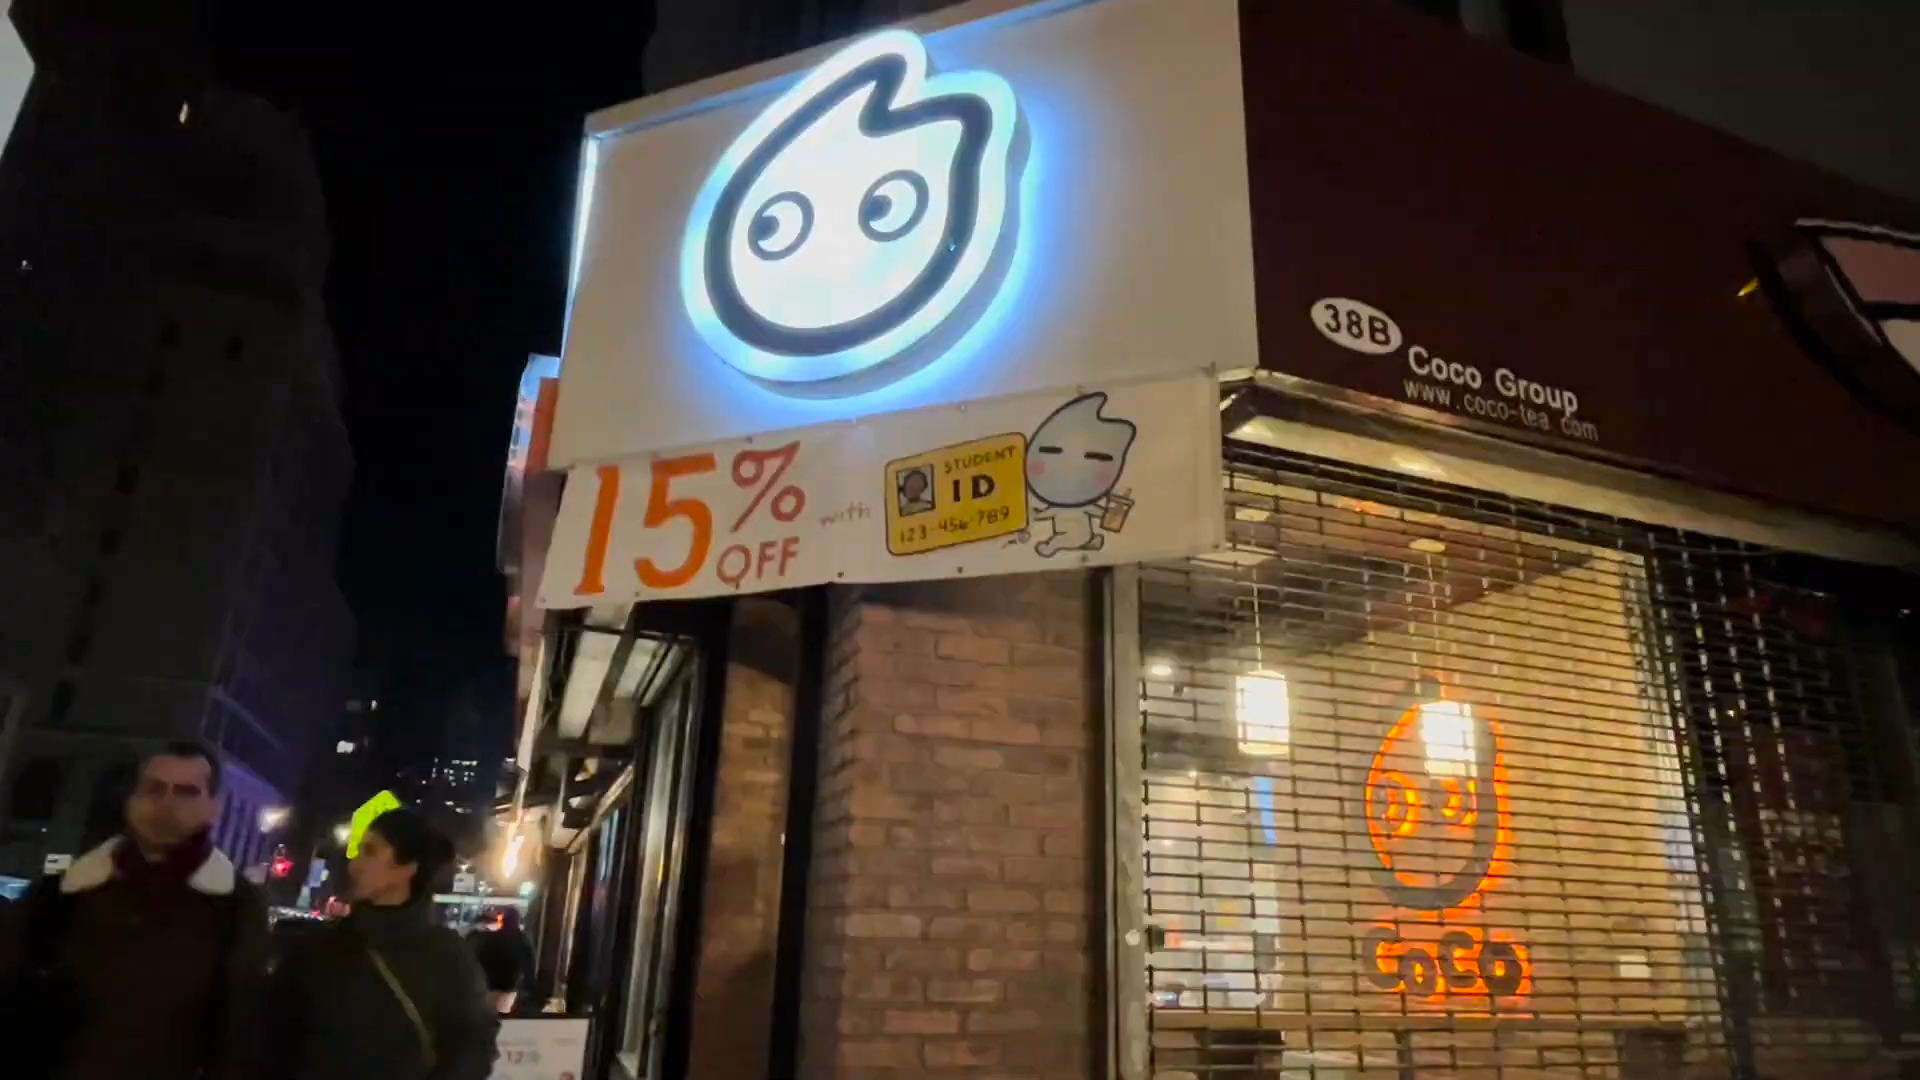 38B
Coco Group
www.coco-tea.com
15% OFF with
STUDENT
ID
123-456-789
CoCo